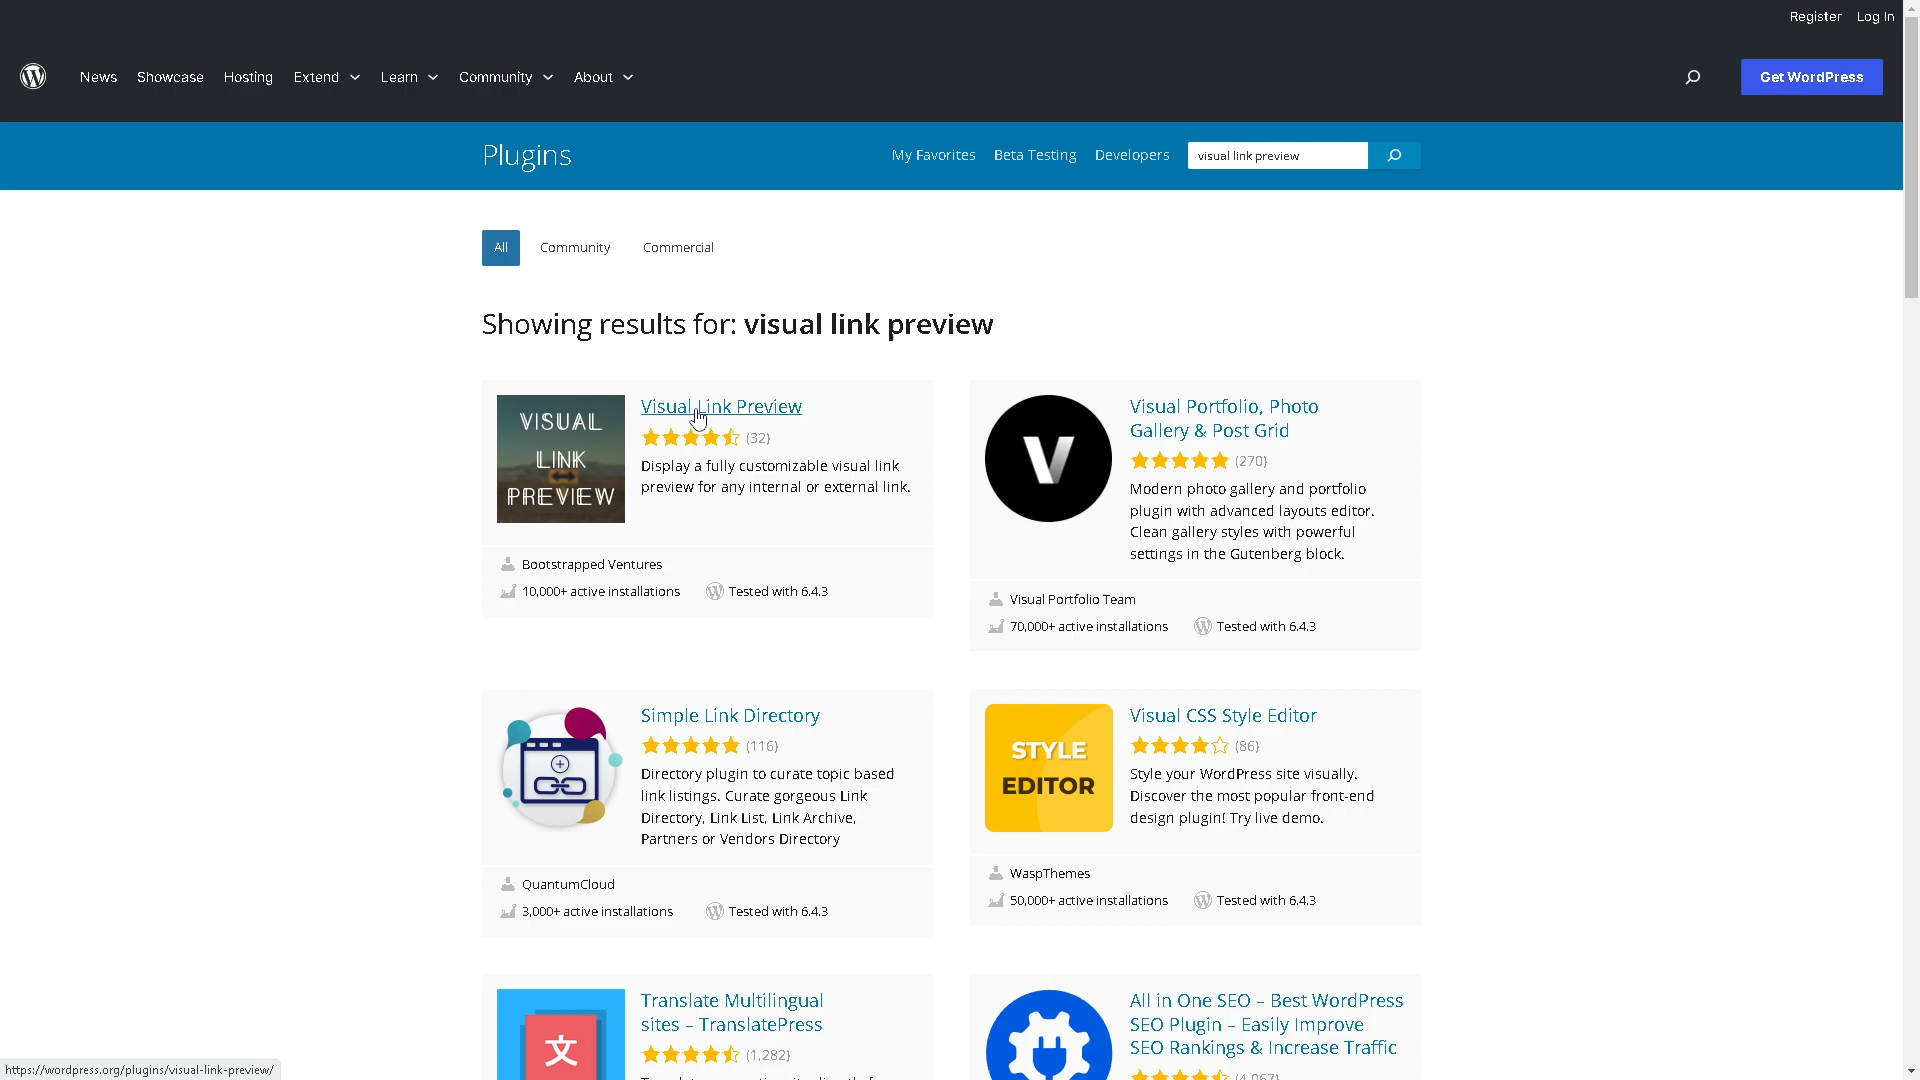 Register Log In
News Showcase Hosting Extend Learn Community About
Get WordPress
Plugins
My Favorites Beta Testing Developers visual link preview
All Community Commercial
Showing results for: visual link preview
VISUAL
LINK
PREVIEW
Visual Link Preview
(32)
Display a fully customizable visual link
preview for any internal or external link.
Bootstrapped Ventures
10,000+ active installations Tested with 6.4.3
Visual Portfolio, Photo
Gallery & Post Grid
(270)
Modern photo gallery and portfolio
plugin with advanced layouts editor.
Clean gallery styles with powerful
settings in the Gutenberg block.
Visual Portfolio Team
70,000+ active installations Tested with 6.4.3
Simple Link Directory
(116)
Directory plugin to curate topic based
link listings. Curate gorgeous Link
Directory, Link List, Link Archive,
Partners or Vendors Directory
QuantumCloud
3,000+ active installations Tested with 6.4.3
STYLE
EDITOR
Visual CSS Style Editor
(86)
Style your WordPress site visually.
Discover the most popular front-end
design plugin! Try live demo.
WaspThemes
50,000+ active installations Tested with 6.4.3
文
Translate Multilingual
sites – TranslatePress
(1,282)
All in One SEO – Best WordPress
SEO Plugin – Easily Improve
SEO Rankings & Increase Traffic
(4,067)
https://wordpress.org/plugins/visual-link-preview/